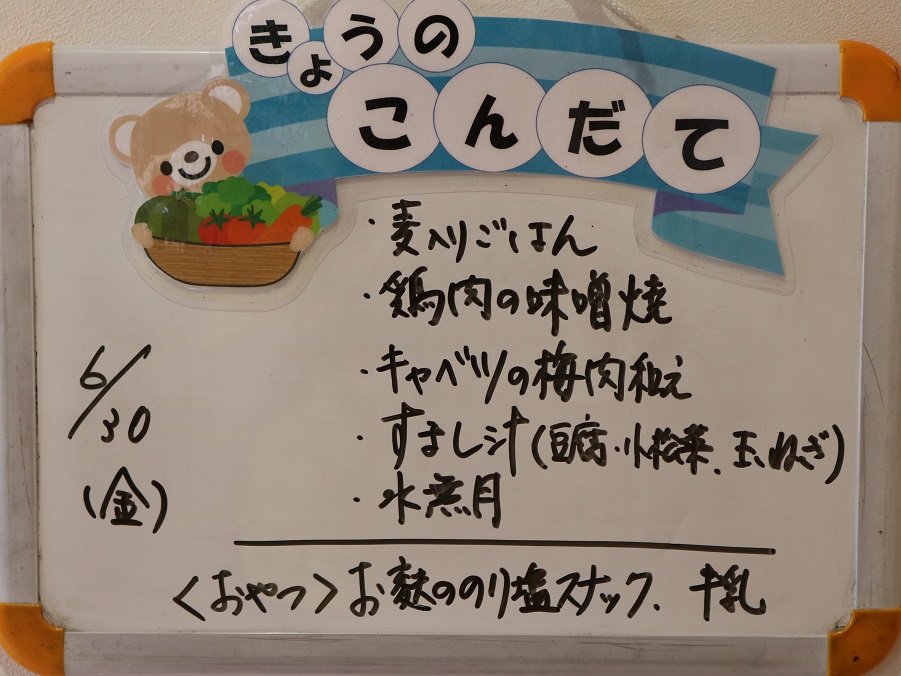 きょうの
こんだて
・麦入りごはん
・鶏肉の味噌焼
・キャベツの梅肉和え
・すまし汁(豆腐・小松菜、玉ねぎ)
・水無月
6/30
(金)
<おやつ>お麩ののり塩スナック、牛乳